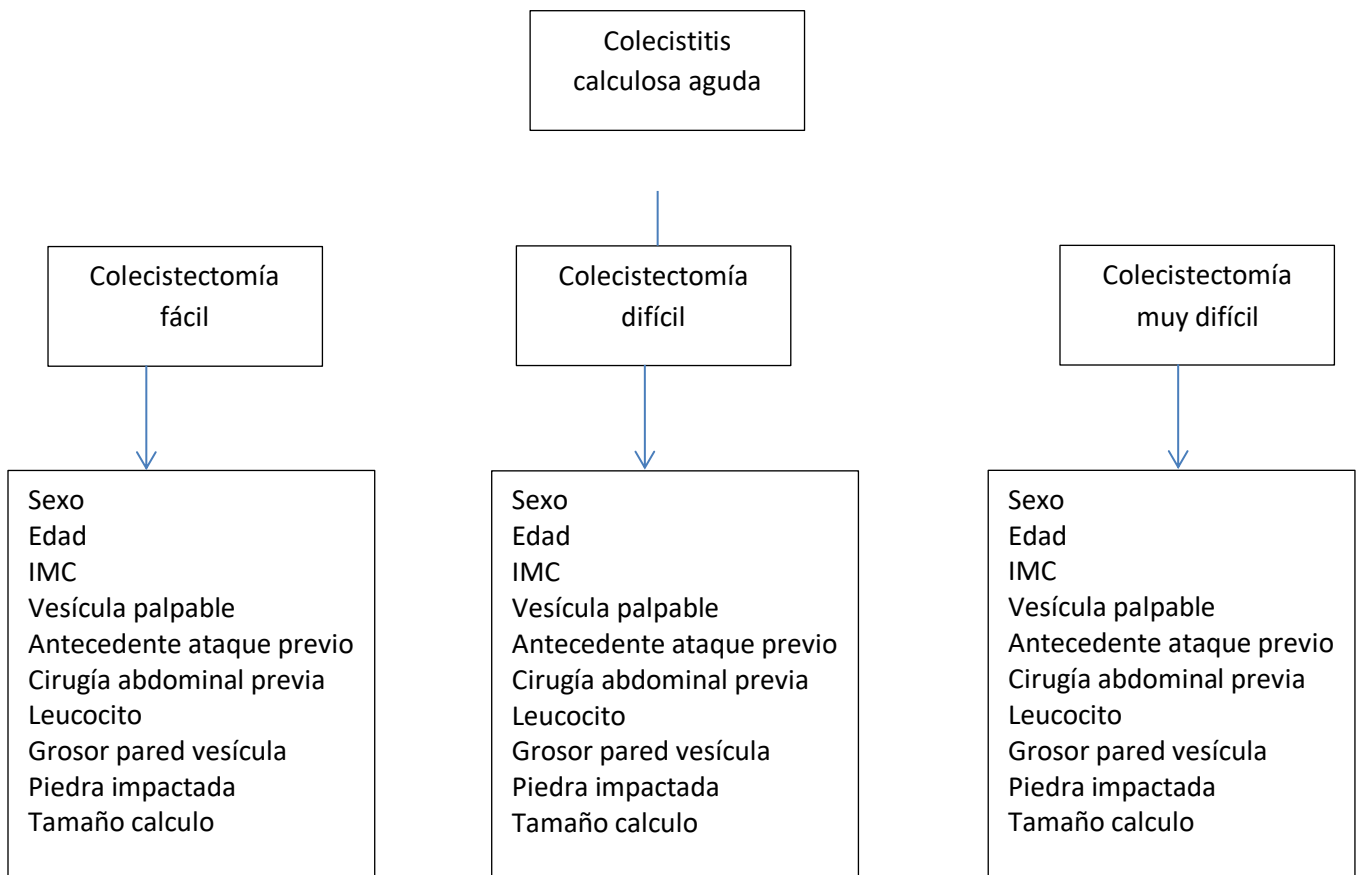 Colecistitis
calculosa aguda
Colecistectomía
fácil
Colecistectomía
difícil
Colecistectomía
muy difícil
Sexo
Edad
IMC
Vesícula palpable
Antecedente ataque previo
Cirugía abdominal previa
Leucocito
Grosor pared vesícula
Piedra impactada
Tamaño calculo
Sexo
Edad
IMC
Vesícula palpable
Antecedente ataque previo
Cirugía abdominal previa
Leucocito
Grosor pared vesícula
Piedra impactada
Tamaño calculo
Sexo
Edad
IMC
Vesícula palpable
Antecedente ataque previo
Cirugía abdominal previa
Leucocito
Grosor pared vesícula
Piedra impactada
Tamaño calculo